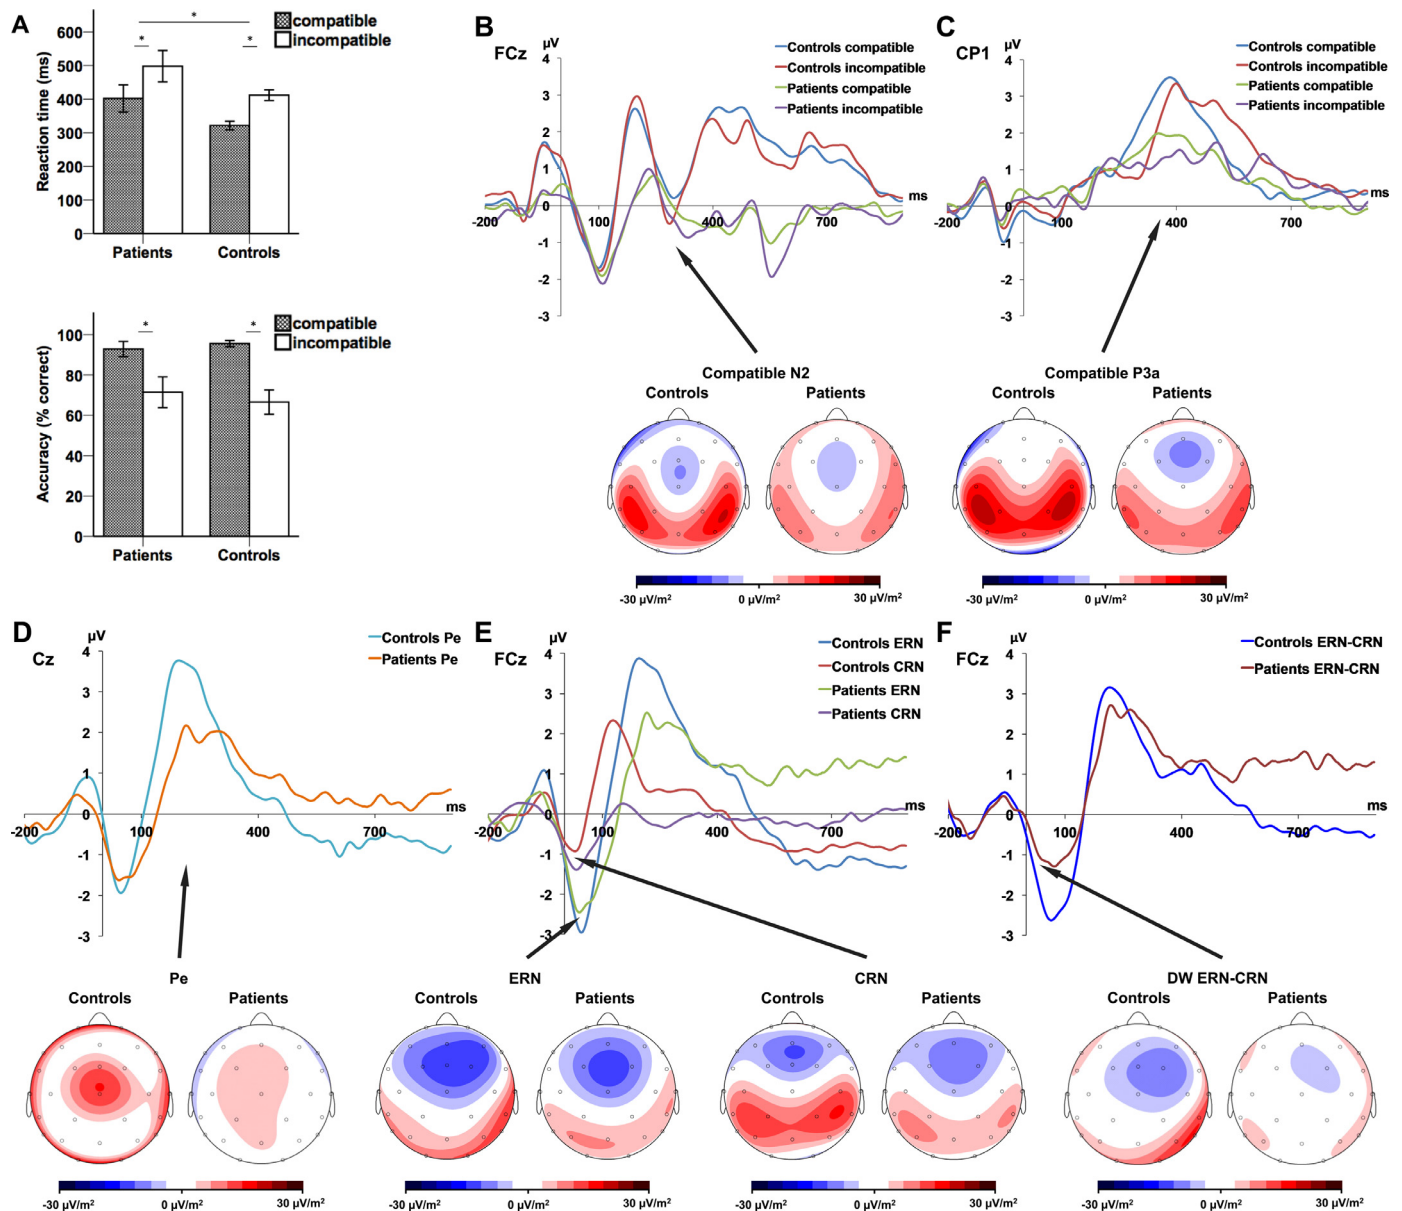 A
Reaction time (ms)
600
500
400
300
200
100
0
*
*
*
compatible
incompatible
Patients
Controls
Accuracy (% correct)
100
80
60
40
20
0
*
*
compatible
incompatible
Patients
Controls
B
FCz
µV
4
3
2
1
0
-1
-2
-3
-200
100
400
700
ms
Controls compatible
Controls incompatible
Patients compatible
Patients incompatible
Compatible N2
Controls
Patients
-30 µV/m²
0 µV/m²
30 µV/m²
C
CP1
µV
4
3
2
1
0
-1
-2
-3
-200
100
400
700
ms
Controls compatible
Controls incompatible
Patients compatible
Patients incompatible
Compatible P3a
Controls
Patients
-30 µV/m²
0 µV/m²
30 µV/m²
D
Cz
µV
4
3
2
1
0
-1
-2
-3
-200
100
400
700
ms
Controls Pe
Patients Pe
Pe
Controls
Patients
-30 µV/m²
0 µV/m²
30 µV/m²
E
FCz
µV
4
3
2
1
0
-1
-2
-3
-200
100
400
700
ms
Controls ERN
Controls CRN
Patients ERN
Patients CRN
ERN
Controls
Patients
-30 µV/m²
0 µV/m²
30 µV/m²
CRN
Controls
Patients
-30 µV/m²
0 µV/m²
30 µV/m²
F
FCz
µV
4
3
2
1
0
-1
-2
-3
-200
100
400
700
ms
Controls ERN-CRN
Patients ERN-CRN
DW ERN-CRN
Controls
Patients
-30 µV/m²
0 µV/m²
30 µV/m²